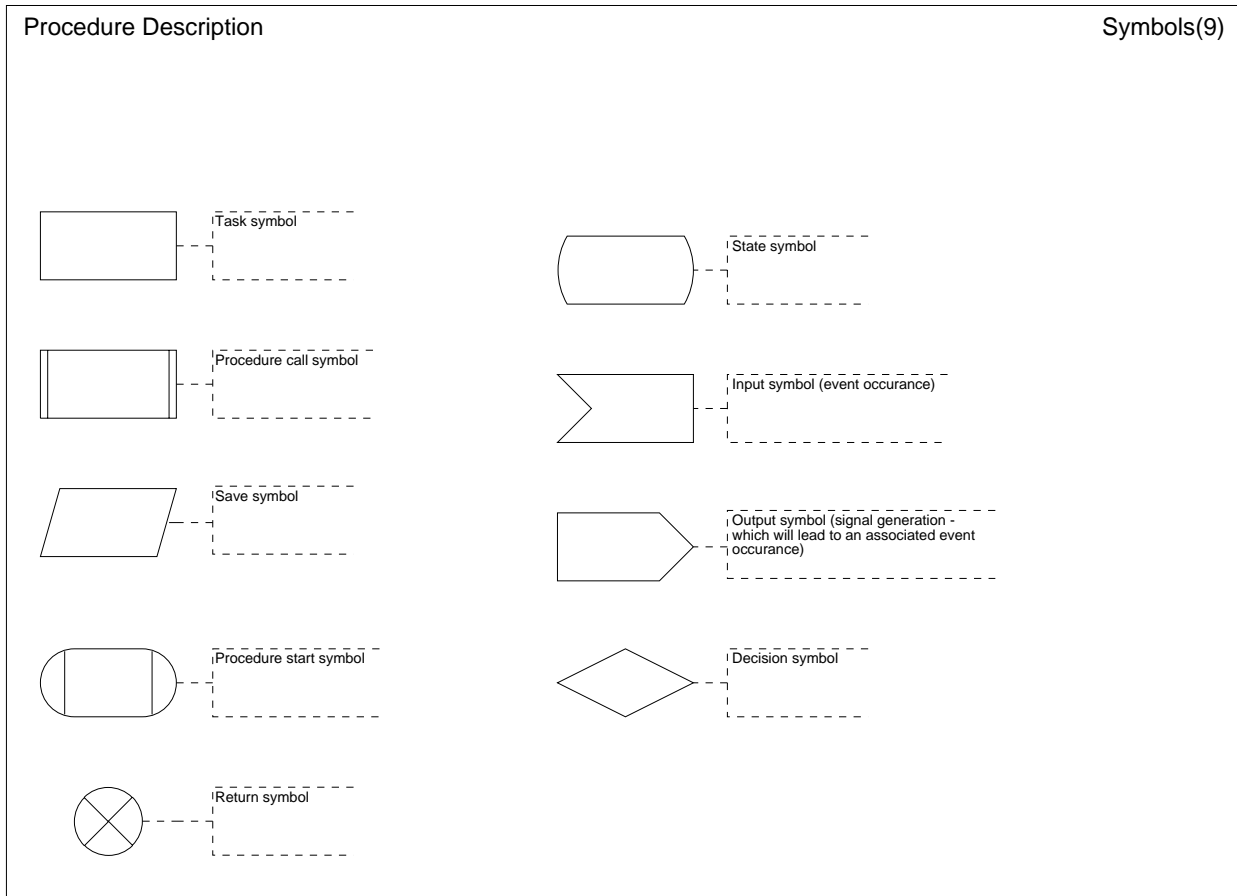 Procedure Description
Symbols(9)
Task symbol
Procedure call symbol
Save symbol
Procedure start symbol
Return symbol
State symbol
Input symbol (event occurance)
Output symbol (signal generation -
which will lead to an associated event
occurance)
Decision symbol